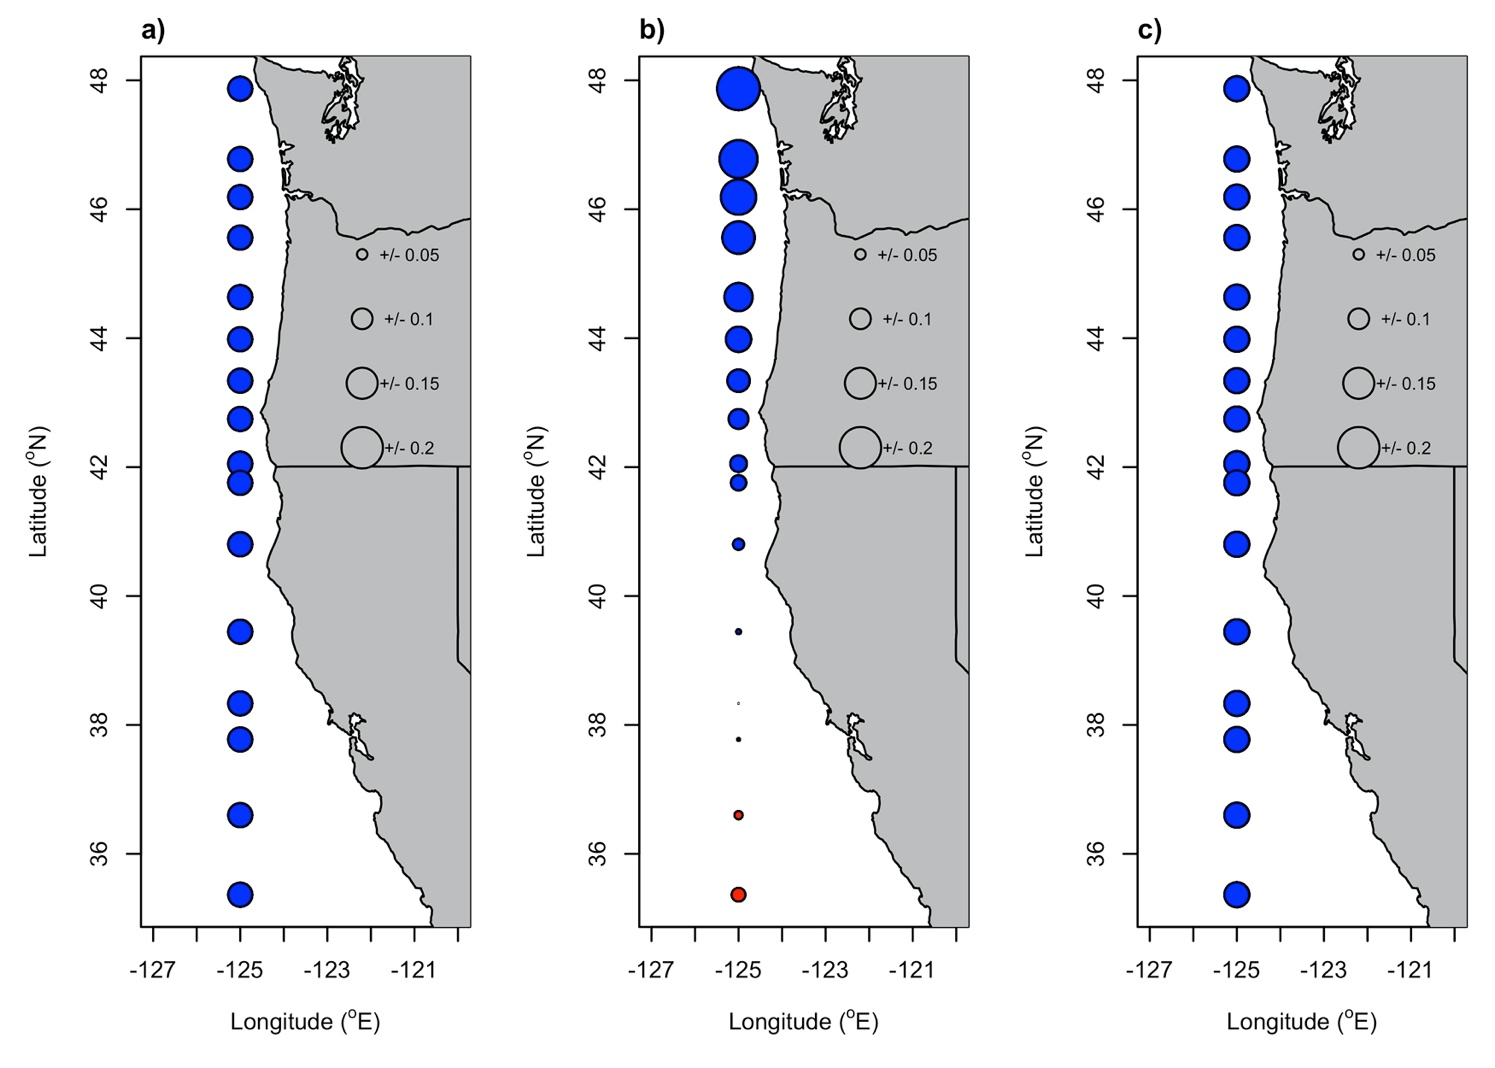 a)
48
46
44
42
40
38
36
Latitude (°N)
+/- 0.05
+/- 0.1
+/- 0.15
+/- 0.2
-127 -125 -123 -121
Longitude (°E)
b)
48
46
44
42
40
38
36
Latitude (°N)
+/- 0.05
+/- 0.1
+/- 0.15
+/- 0.2
-127 -125 -123 -121
Longitude (°E)
c)
48
46
44
42
40
38
36
Latitude (°N)
+/- 0.05
+/- 0.1
+/- 0.15
+/- 0.2
-127 -125 -123 -121
Longitude (°E)